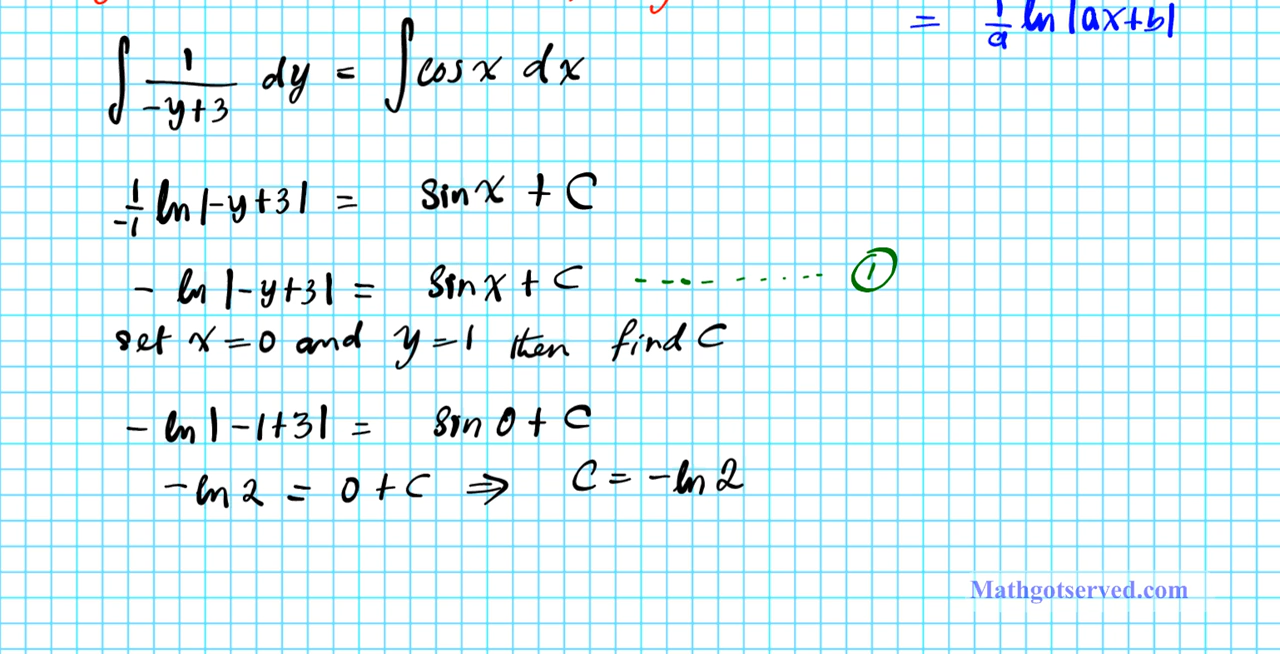 = 1/a ln |ax+b|
∫ 1/(-y+3) dy = ∫ cos x dx
1/-1 ln |-y+3| = sin x + C
- ln |-y+3| = sin x + C ---------- ①
set x = 0 and y = 1 then find C
- ln |-1+3| = sin 0 + C
-ln 2 = 0 + C ⇒ C = -ln 2
Mathgotserved.com